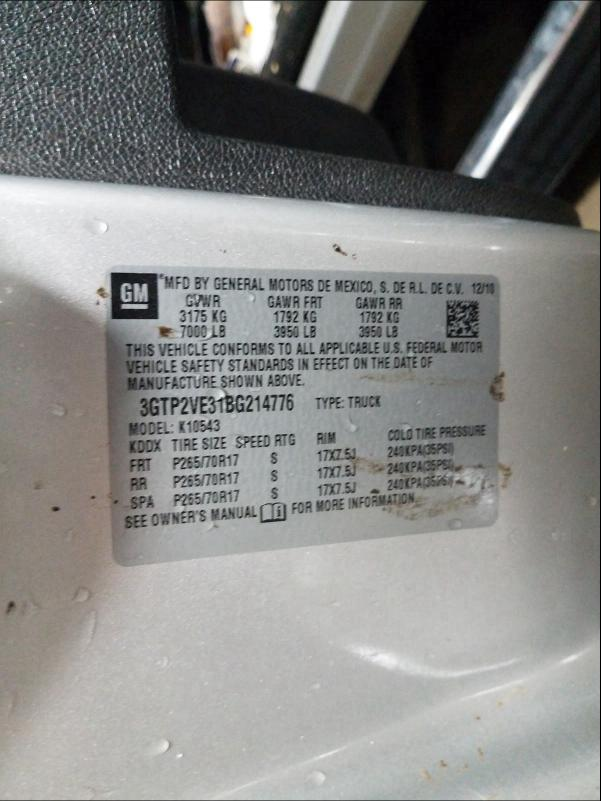 GM
MFD BY GENERAL MOTORS DE MEXICO, S. DE R.L. DE C.V. 12/10
GVWR GAWR FRT GAWR RR
3175 KG 1792 KG 1792 KG
7000 LB 3950 LB 3950 LB
THIS VEHICLE CONFORMS TO ALL APPLICABLE U.S. FEDERAL MOTOR
VEHICLE SAFETY STANDARDS IN EFFECT ON THE DATE OF
MANUFACTURE SHOWN ABOVE.
3GTP2VE31BG214776 TYPE: TRUCK
MODEL: K10543
KDDX TIRE SIZE SPEED RTG RIM COLD TIRE PRESSURE
FRT P265/70R17 S 17X7.5J 240KPA(35PSI)
RR P265/70R17 S 17X7.5J 240KPA(35PSI)
SPA P265/70R17 S 17X7.5J 240KPA(35PSI)
SEE OWNER'S MANUAL FOR MORE INFORMATION.